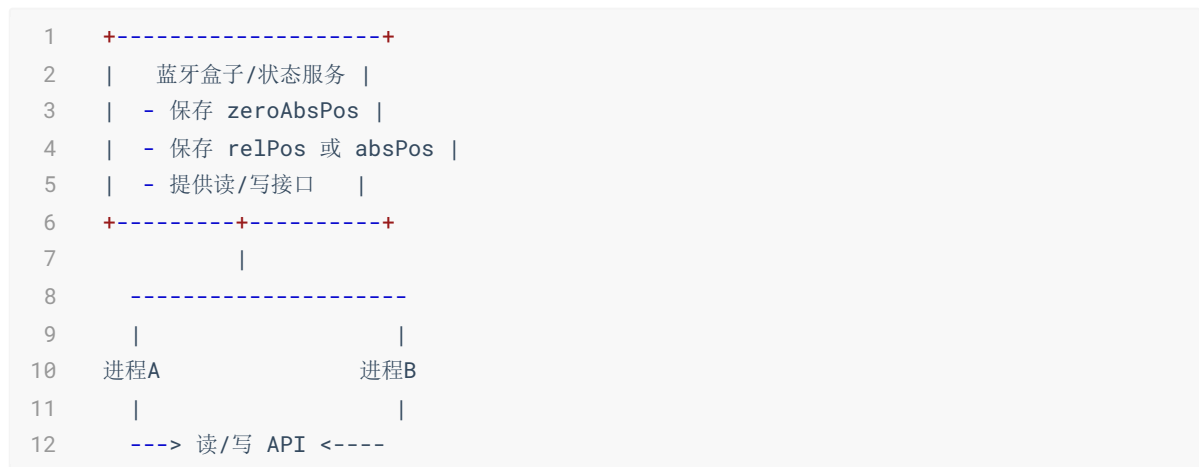 1 +--------------------+
2 |   蓝牙盒子/状态服务 |
3 |  - 保存 zeroAbsPos |
4 |  - 保存 relPos 或 absPos |
5 |  - 提供读/写接口   |
6 +---------+----------+
7           |
8   ---------------------
9   |                   |
10 进程A               进程B
11   |                   |
12   ---> 读/写 API <----